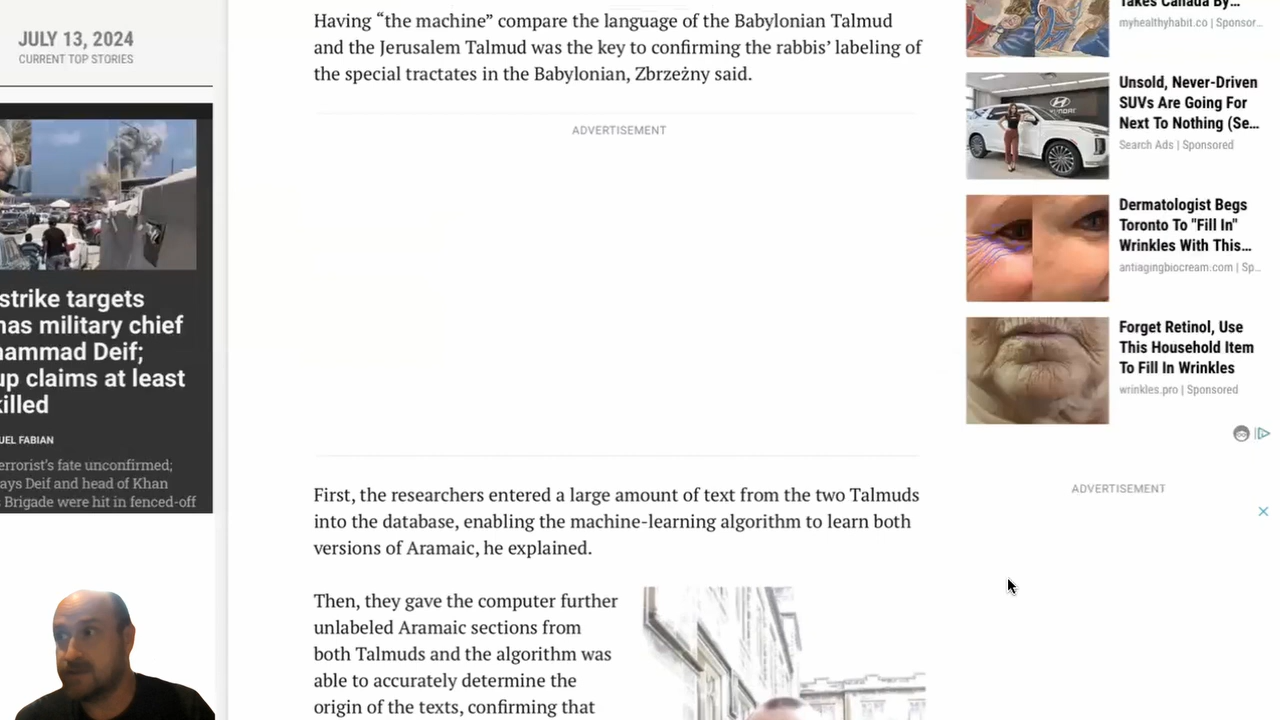 JULY 13, 2024
CURRENT TOP STORIES
strike targets
nas military chief
nammad Deif;
up claims at least
killed
UEL FABIAN
errorist's fate unconfirmed;
ays Deif and head of Khan
Brigade were hit in fenced-off
Having “the machine” compare the language of the Babylonian Talmud
and the Jerusalem Talmud was the key to confirming the rabbis’ labeling of
the special tractates in the Babylonian, Zbrzeżny said.
ADVERTISEMENT
First, the researchers entered a large amount of text from the two Talmuds
into the database, enabling the machine-learning algorithm to learn both
versions of Aramaic, he explained.
Then, they gave the computer further
unlabeled Aramaic sections from
both Talmuds and the algorithm was
able to accurately determine the
origin of the texts, confirming that
Takes Canada By...
myhealthyhabit.co | Sponsor...
HYUNDAI
Unsold, Never-Driven
SUVs Are Going For
Next To Nothing (Se...
Search Ads | Sponsored
Dermatologist Begs
Toronto To "Fill In"
Wrinkles With This...
antiagingbiocream.com | Sp...
Forget Retinol, Use
This Household Item
To Fill In Wrinkles
wrinkles.pro | Sponsored
ADVERTISEMENT